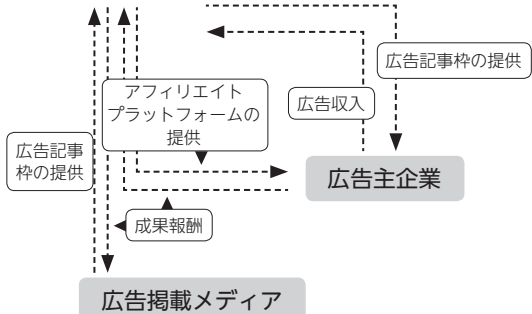 広告記事枠の提供
アフィリエイト
プラットフォームの
提供
広告収入
広告記事
枠の提供
広告主企業
成果報酬
広告掲載メディア